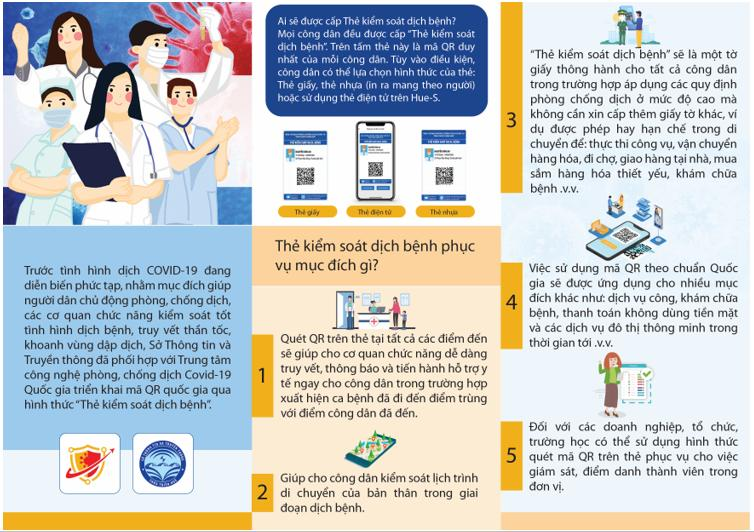 Trước tình hình dịch COVID-19 đang
diễn biến phức tạp, nhằm mục đích giúp
người dân chủ động phòng, chống dịch,
các cơ quan chức năng kiểm soát tốt
tình hình dịch bệnh, truy vết thần tốc,
khoanh vùng dập dịch, Sở Thông tin và
Truyền thông đã phối hợp với Trung tâm
công nghệ phòng, chống dịch Covid-19
Quốc gia triển khai mã QR quốc gia qua
hình thức “Thẻ kiểm soát dịch bệnh”.
Ai sẽ được cấp Thẻ kiểm soát dịch bệnh?
Mọi công dân đều được cấp “Thẻ kiểm soát
dịch bệnh”. Trên tấm thẻ này là mã QR duy
nhất của mỗi công dân. Tùy vào điều kiện,
công dân có thể lựa chọn hình thức của thẻ:
Thẻ giấy, thẻ nhựa (in ra mang theo người)
hoặc sử dụng thẻ điện tử trên Hue-S.
Thẻ giấy
Thẻ điện tử
Thẻ nhựa
Thẻ kiểm soát dịch bệnh phục
vụ mục đích gì?
1
Quét QR trên thẻ tại tất cả các điểm đến
sẽ giúp cho cơ quan chức năng dễ dàng
truy vết, thông báo và tiến hành hỗ trợ y
tế ngay cho công dân trong trường hợp
xuất hiện ca bệnh đã đi đến điểm trùng
với điểm công dân đã đến.
2
Giúp cho công dân kiểm soát lịch trình
di chuyển của bản thân trong giai
đoạn dịch bệnh.
3
“Thẻ kiểm soát dịch bệnh” sẽ là một tờ
giấy thông hành cho tất cả công dân
trong trường hợp áp dụng các quy định
phòng chống dịch ở mức độ cao mà
không cần xin cấp thêm giấy tờ khác, ví
dụ được phép hay hạn chế trong di
chuyển để: thực thi công vụ, vận chuyển
hàng hóa, đi chợ, giao hàng tại nhà, mua
sắm hàng hóa thiết yếu, khám chữa
bệnh .v.v.
4
Việc sử dụng mã QR theo chuẩn Quốc
gia sẽ được ứng dụng cho nhiều mục
đích khác như: dịch vụ công, khám chữa
bệnh, thanh toán không dùng tiền mặt
và các dịch vụ đô thị thông minh trong
thời gian tới .v.v.
5
Đối với các doanh nghiệp, tổ chức,
trường học có thể sử dụng hình thức
quét mã QR trên thẻ phục vụ cho việc
giám sát, điểm danh thành viên trong
đơn vị.